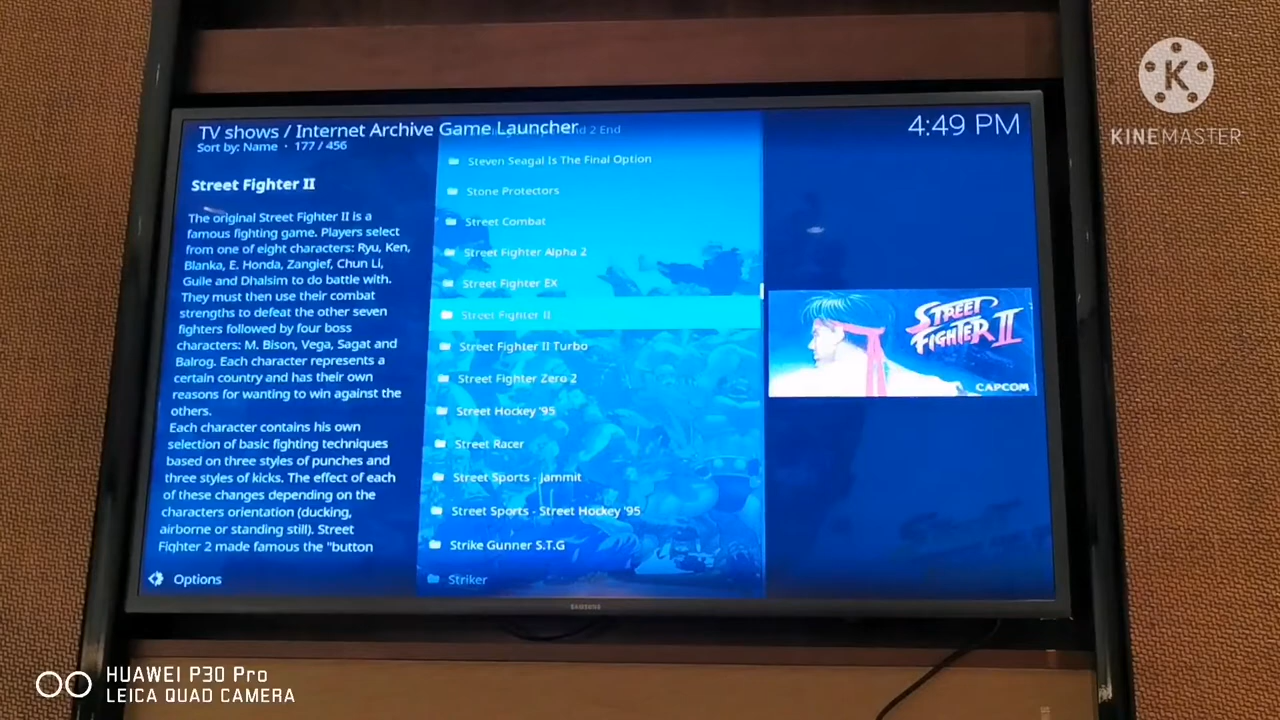 TV shows / Internet Archive Game Launcher
Sort by: Name · 177 / 456
4:49 PM
KINEMASTER
Street Fighter II
The original Street Fighter II is a
famous fighting game. Players select
from one of eight characters: Ryu, Ken,
Blanka, E. Honda, Zangief, Chun Li,
Guile and Dhalsim to do battle with.
They must then use their combat
strengths to defeat the other seven
fighters followed by four boss
characters: M. Bison, Vega, Sagat and
Balrog. Each character represents a
certain country and has their own
reasons for wanting to win against the
others.
Each character contains his own
selection of basic fighting techniques
based on three styles of punches and
three styles of kicks. The effect of each
of these changes depending on the
characters orientation (ducking,
airborne or standing still). Street
Fighter 2 made famous the "button
Options
2 End
Steven Seagal Is The Final Option
Stone Protectors
Street Combat
Street Fighter Alpha 2
Street Fighter EX
Street Fighter II
Street Fighter II Turbo
Street Fighter Zero 2
Street Hockey '95
Street Racer
Street Sports - Jammit
Street Sports - Street Hockey '95
Strike Gunner S.T.G
Striker
STREET
FIGHTER II
CAPCOM
SAMSUNG
HUAWEI P30 Pro
LEICA QUAD CAMERA